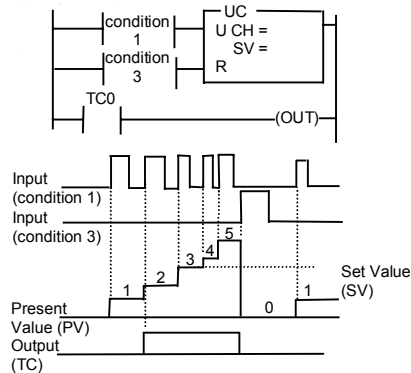 condition
1
UC
U CH =
SV =
condition
3
R
TC0
(OUT)
Input
(condition 1)
Input
(condition 3)
1
2
3
4
5
0
1
Set Value
(SV)
Present
Value (PV)
Output
(TC)